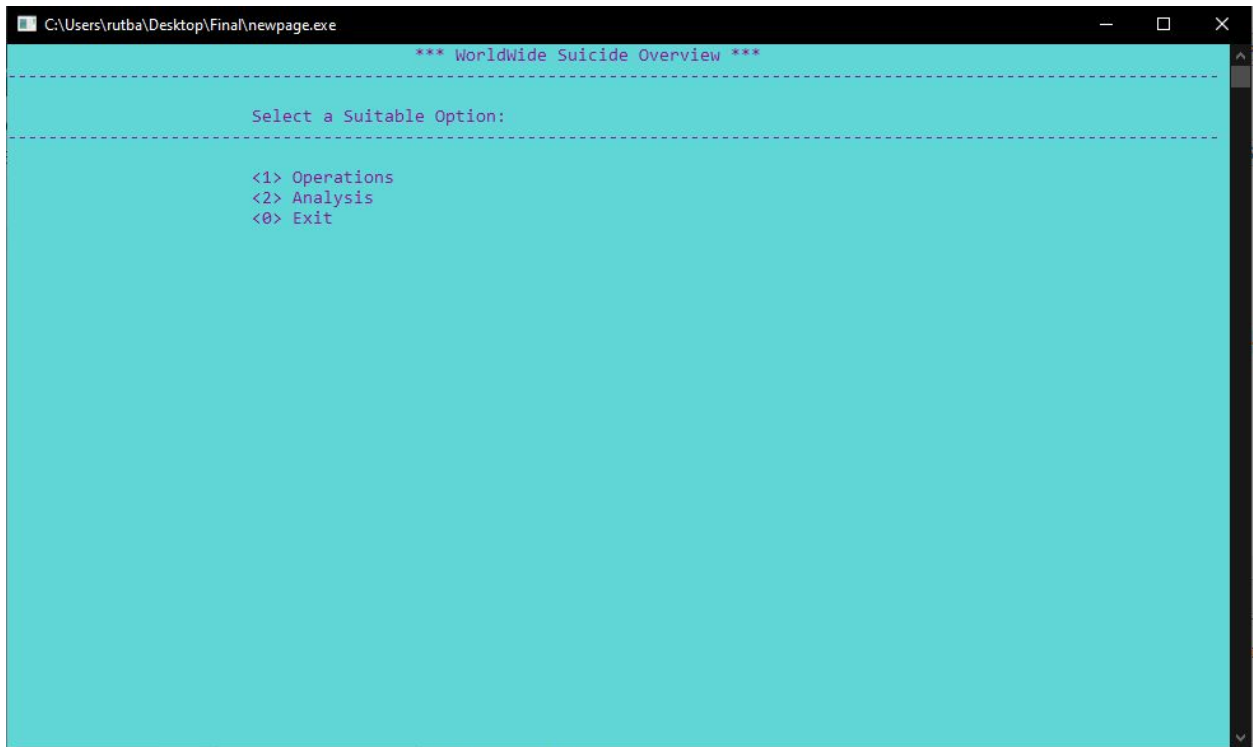 C:\Users\rutba\Desktop\Final\newpage.exe
*** WorldWide Suicide Overview ***
------------------------------------------------------------------------------------------------------------------------
Select a Suitable Option:
------------------------------------------------------------------------------------------------------------------------
<1> Operations
<2> Analysis
<0> Exit